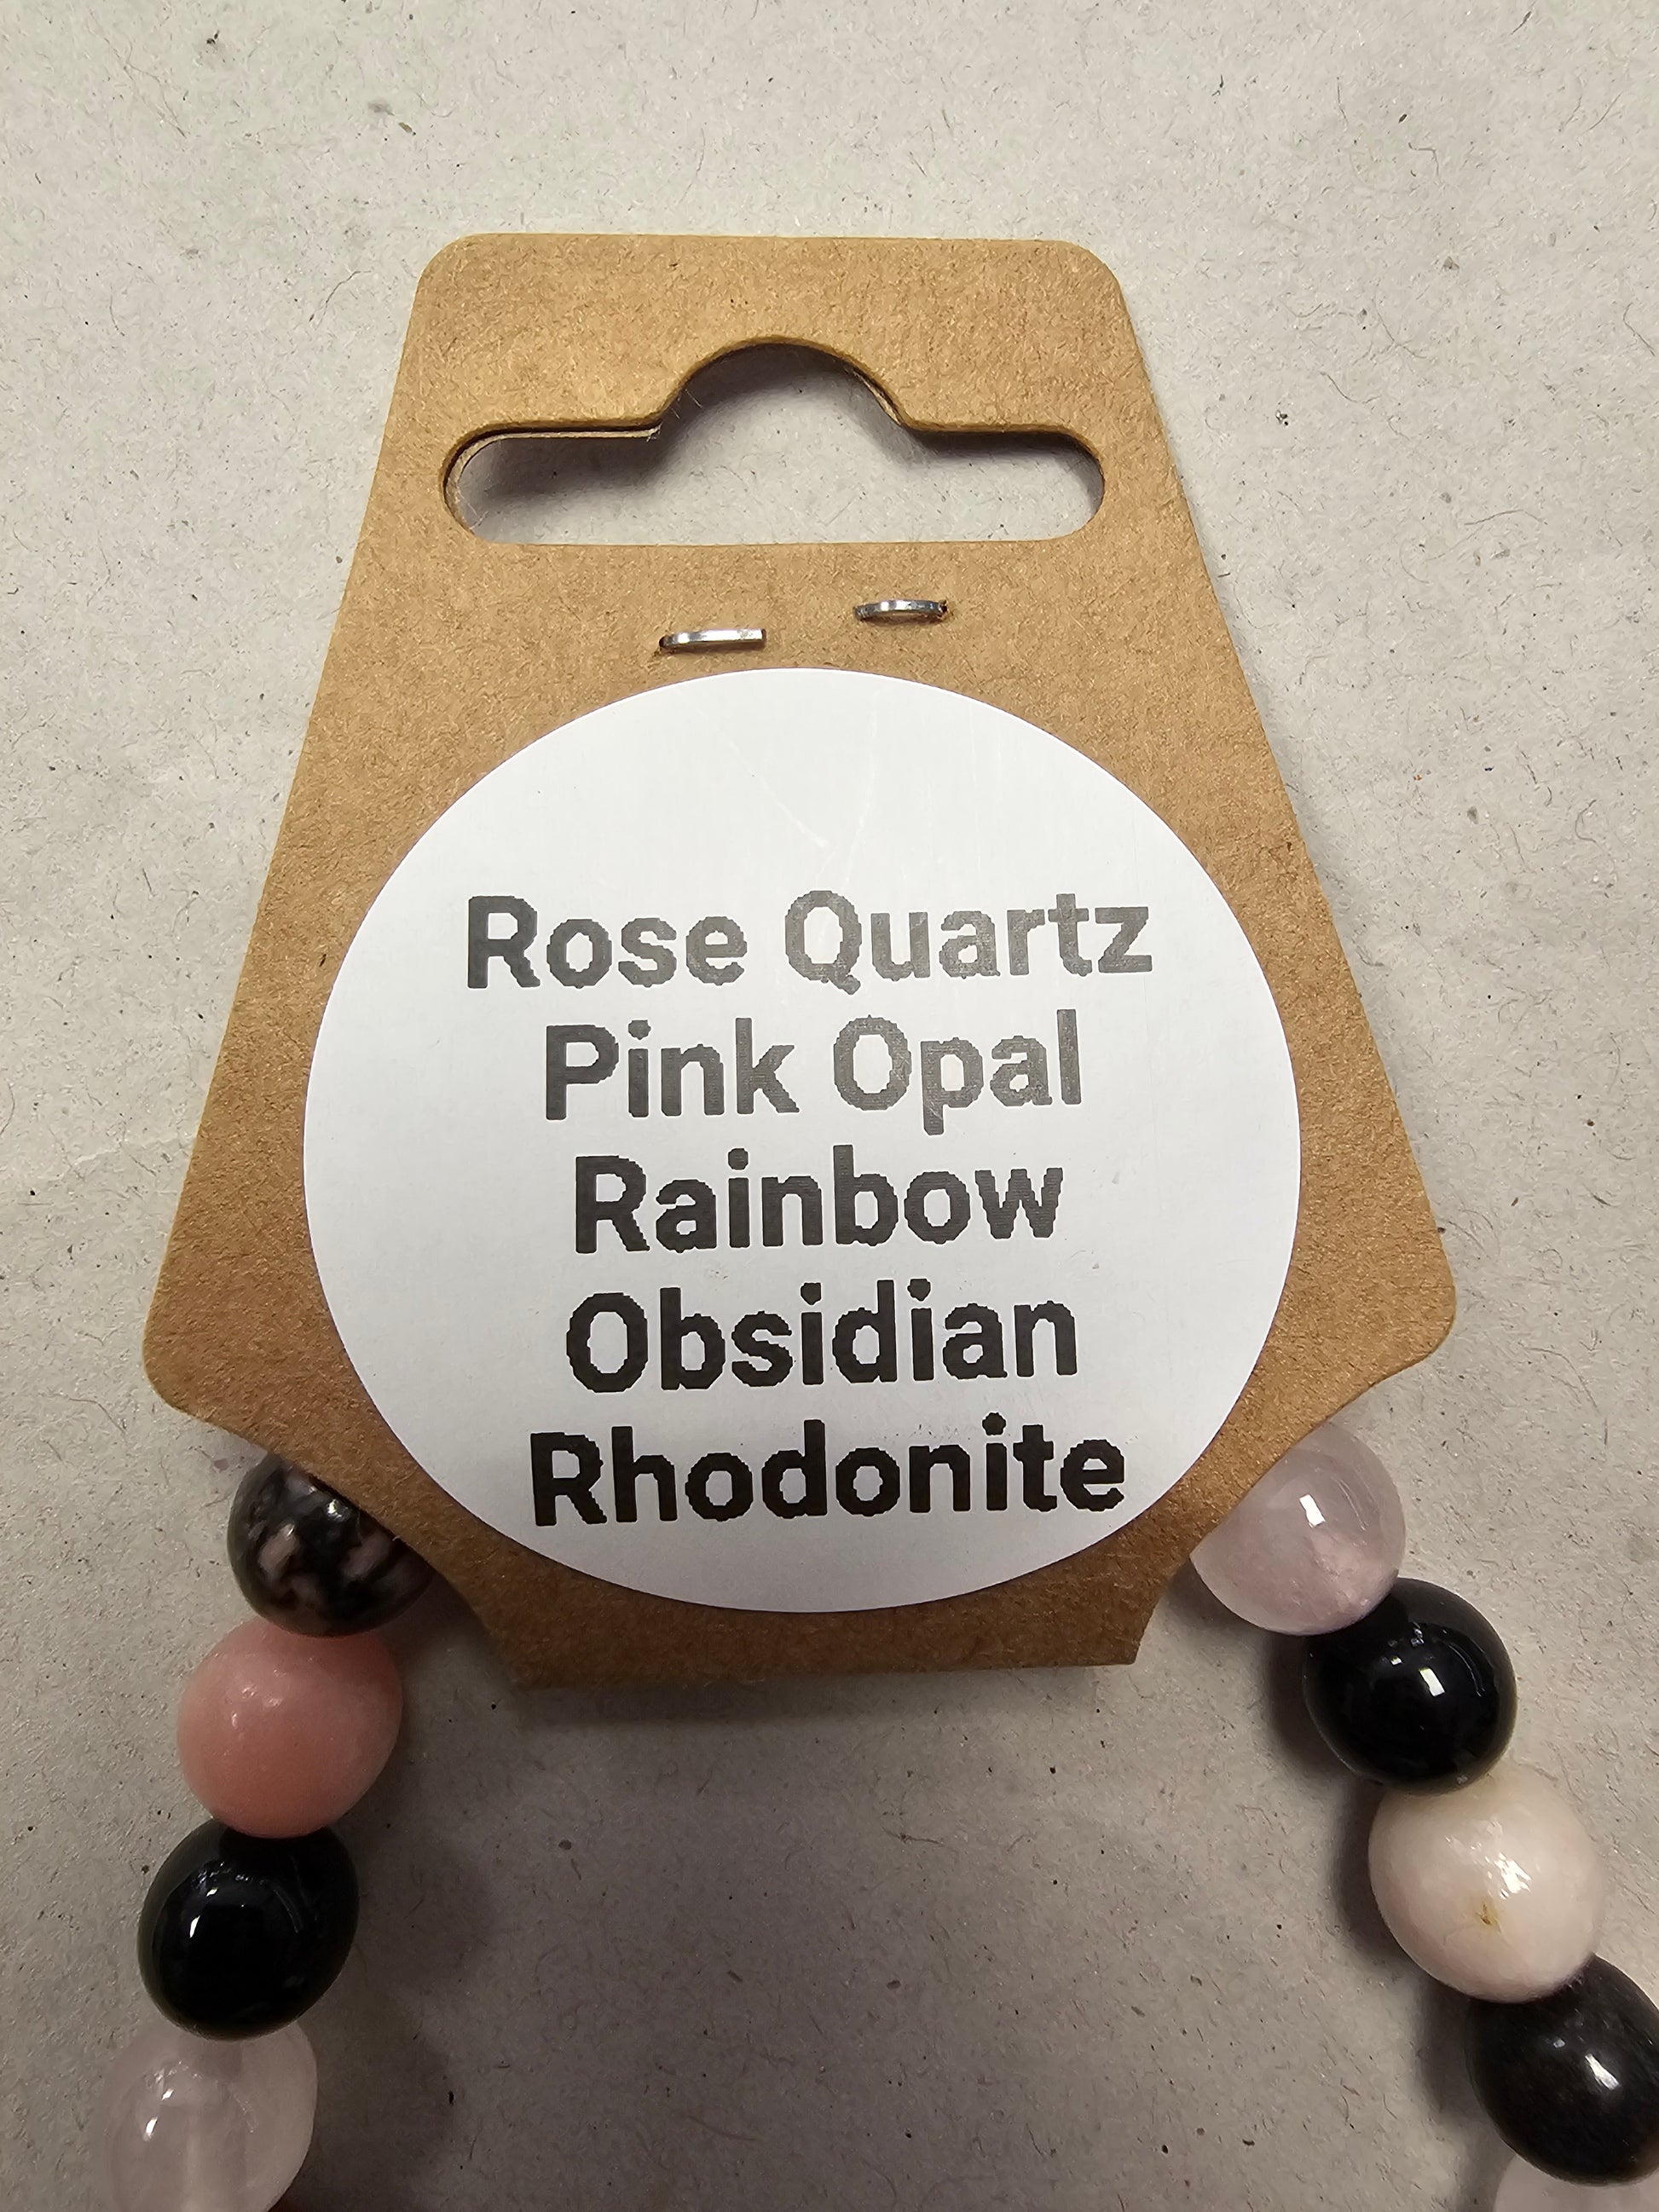 Rose Quartz
Pink Opal
Rainbow
Obsidian
Rhodonite